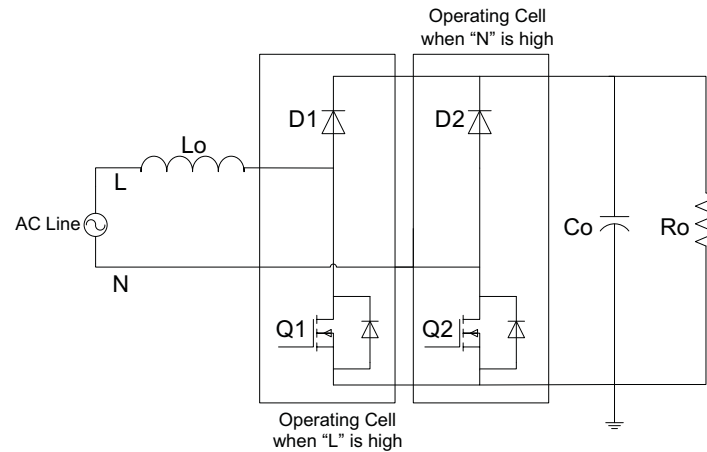 Operating Cell
when “N” is high
D1
D2
Lo
L
AC Line
N
Co
Ro
Q1
Q2
Operating Cell
when “L” is high